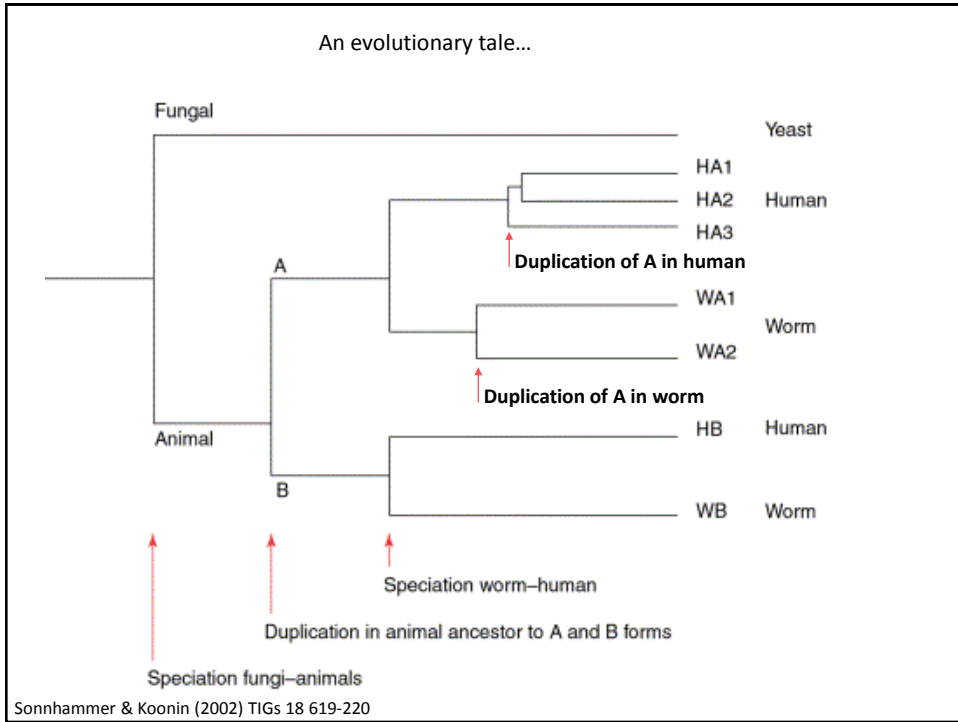 An evolutionary tale…
Fungal
Yeast
HA1
HA2 Human
HA3
Duplication of A in human
A
WA1
Worm
WA2
Duplication of A in worm
HB Human
Animal
B
WB Worm
Speciation worm–human
Duplication in animal ancestor to A and B forms
Speciation fungi–animals
Sonnhammer & Koonin (2002) TIGs 18 619-220